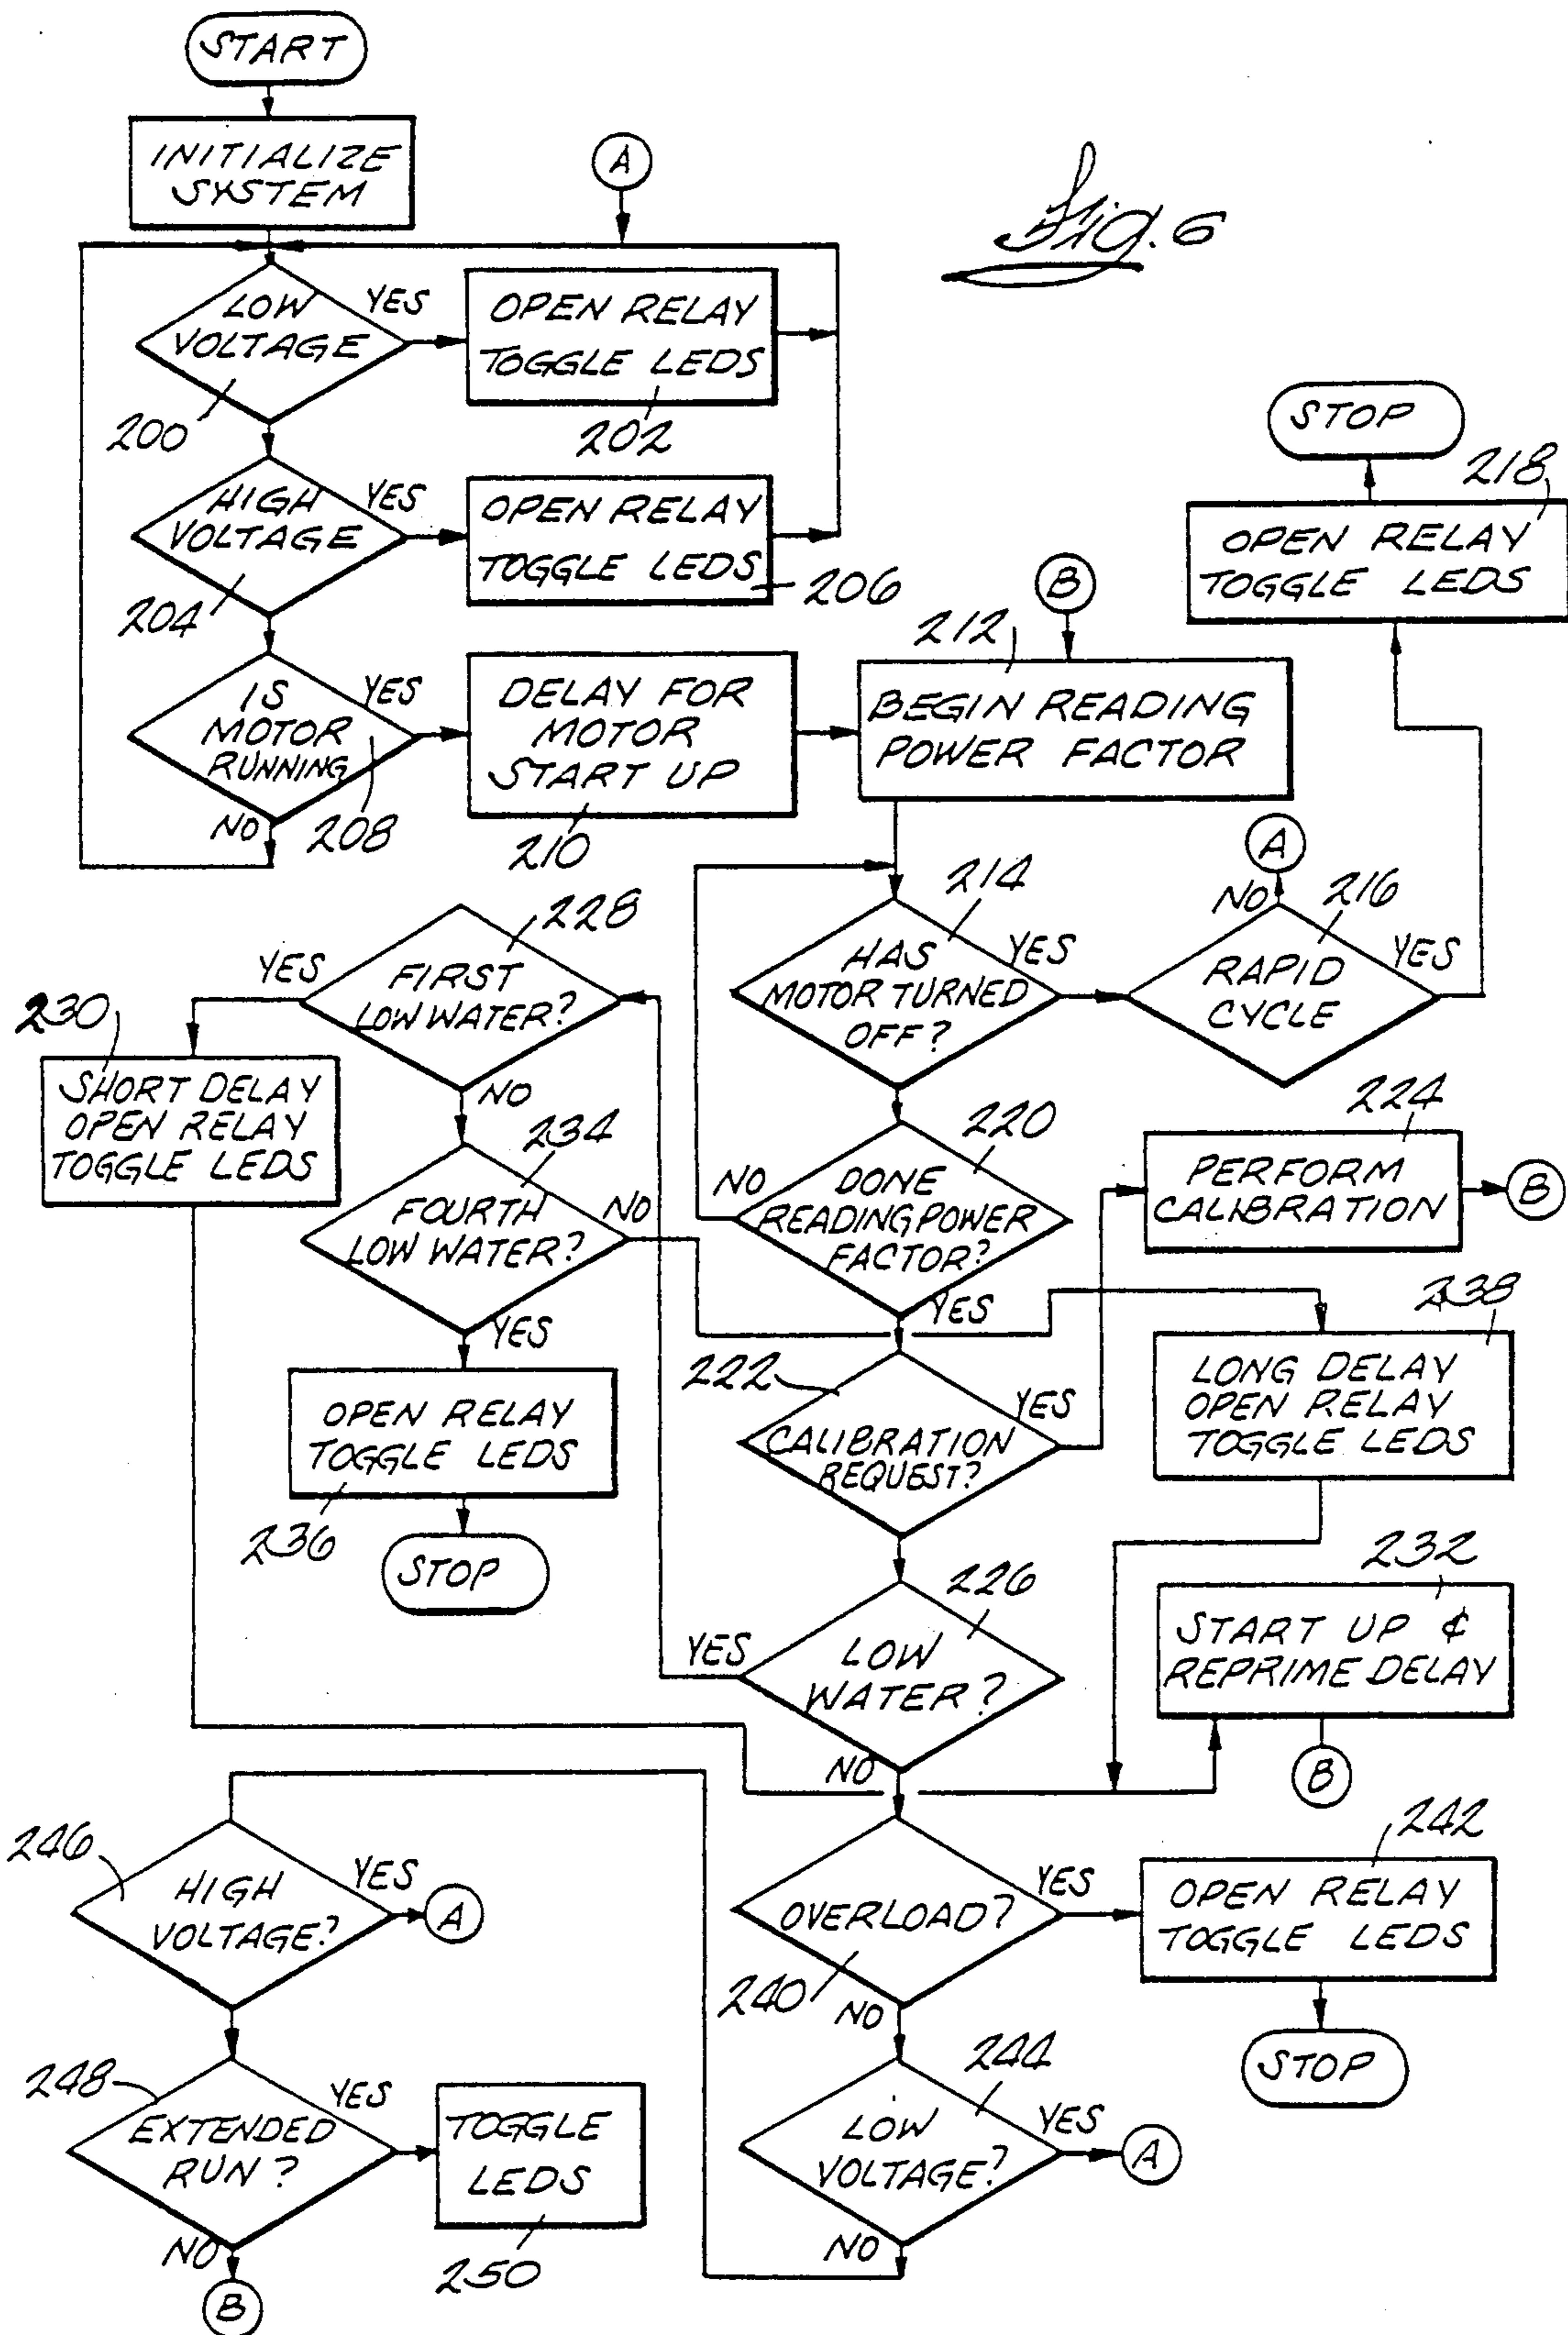 START
INITIALIZE
SYSTEM
A
Fig. 6
LOW
VOLTAGE
YES
200
OPEN RELAY
TOGGLE LEDS
202
HIGH
VOLTAGE
YES
204
OPEN RELAY
TOGGLE LEDS
206
STOP
218
OPEN RELAY
TOGGLE LEDS
IS
MOTOR
RUNNING
YES
NO
208
DELAY FOR
MOTOR
START UP
210
B
212
BEGIN READING
POWER FACTOR
214
HAS
MOTOR TURNED
OFF?
YES
A
NO
216
RAPID
CYCLE
YES
228
FIRST
LOW WATER?
YES
NO
230
SHORT DELAY
OPEN RELAY
TOGGLE LEDS
234
FOURTH
LOW WATER?
NO
YES
OPEN RELAY
TOGGLE LEDS
236
STOP
220
DONE
READING POWER
FACTOR?
NO
YES
224
PERFORM
CALIBRATION
B
222
CALIBRATION
REQUEST?
YES
238
LONG DELAY
OPEN RELAY
TOGGLE LEDS
226
LOW
WATER?
YES
NO
232
START UP ¢
REPRIME DELAY
B
OVERLOAD?
YES
240
NO
242
OPEN RELAY
TOGGLE LEDS
STOP
244
LOW
VOLTAGE?
YES
A
NO
246
HIGH
VOLTAGE?
YES
A
248
EXTENDED
RUN?
YES
NO
TOGGLE
LEDS
250
B